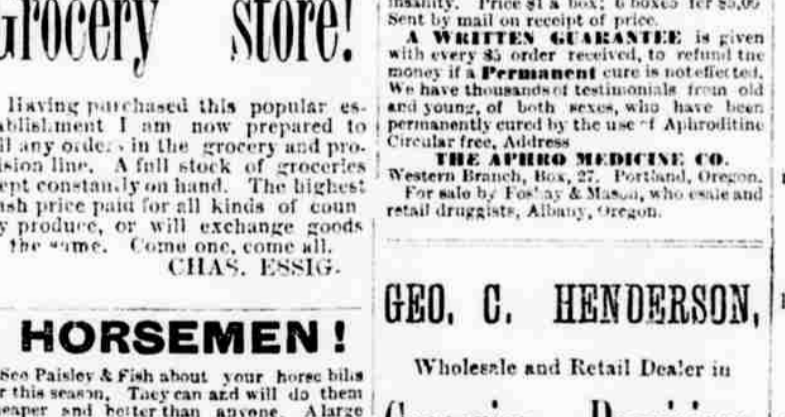 Grocery store!
Having purchased this popular es-
ablishment I am now prepared to
ll any order in the grocery and pro-
ision line. A full stock of groceries
ept constantly on hand. The highest
ash price paid for all kinds of coun
y produce, or will exchange goods
the same. Come one, come all.
CHAS. ESSIG.
HORSEMEN!
See Paisley & Fish about your horse bills
r this season. They can and will do them
eaper and better than anyone. A large
insanity. Price $1 a box; 6 boxes for $5,00
Sent by mail on receipt of price.
A WRITTEN GUARANTEE is given
with every $5 order received, to refund the
money if a Permanent cure is not effected.
We have thousands of testimonials from old
and young, of both sexes, who have been
permanently cured by the use of Aphroditine
Circular free, Address
THE APHRO MEDICINE CO.
Western Branch, Box, 27. Portland, Oregon.
For sale by Foshay & Mason, who esale and
retail druggists, Albany, Oregon.
GEO. C. HENDERSON,
Wholesale and Retail Dealer in